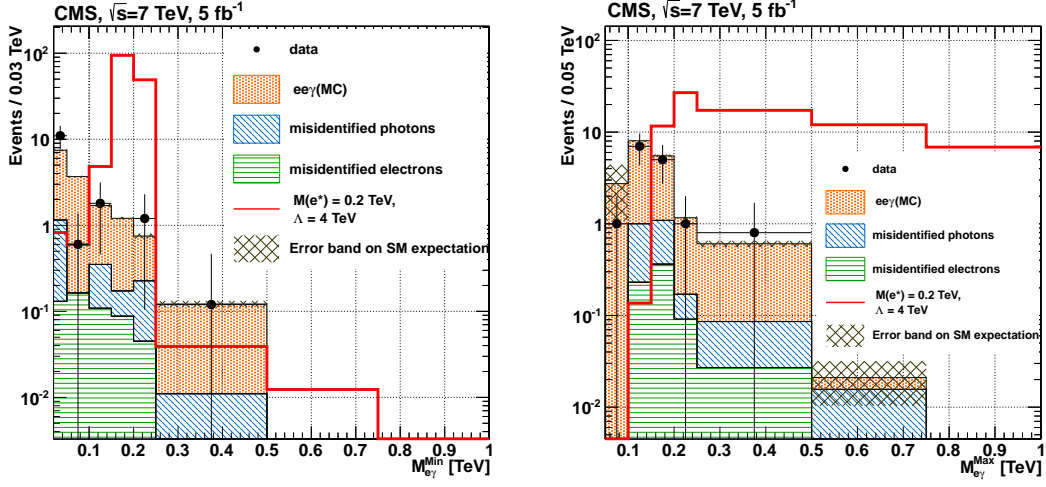 CMS, √s=7 TeV, 5 fb⁻¹
Events / 0.03 TeV
10²
10
1
10⁻¹
10⁻²
data
eeγ(MC)
misidentified photons
misidentified electrons
M(e*) = 0.2 TeV,
Λ = 4 TeV
Error band on SM expectation
0.1 0.2 0.3 0.4 0.5 0.6 0.7 0.8 0.9 1
M_eγ^Min [TeV]
CMS, √s=7 TeV, 5 fb⁻¹
Events / 0.05 TeV
10²
10
1
10⁻¹
10⁻²
data
eeγ(MC)
misidentified photons
misidentified electrons
M(e*) = 0.2 TeV,
Λ = 4 TeV
Error band on SM expectation
0.1 0.2 0.3 0.4 0.5 0.6 0.7 0.8 0.9 1
M_eγ^Max [TeV]